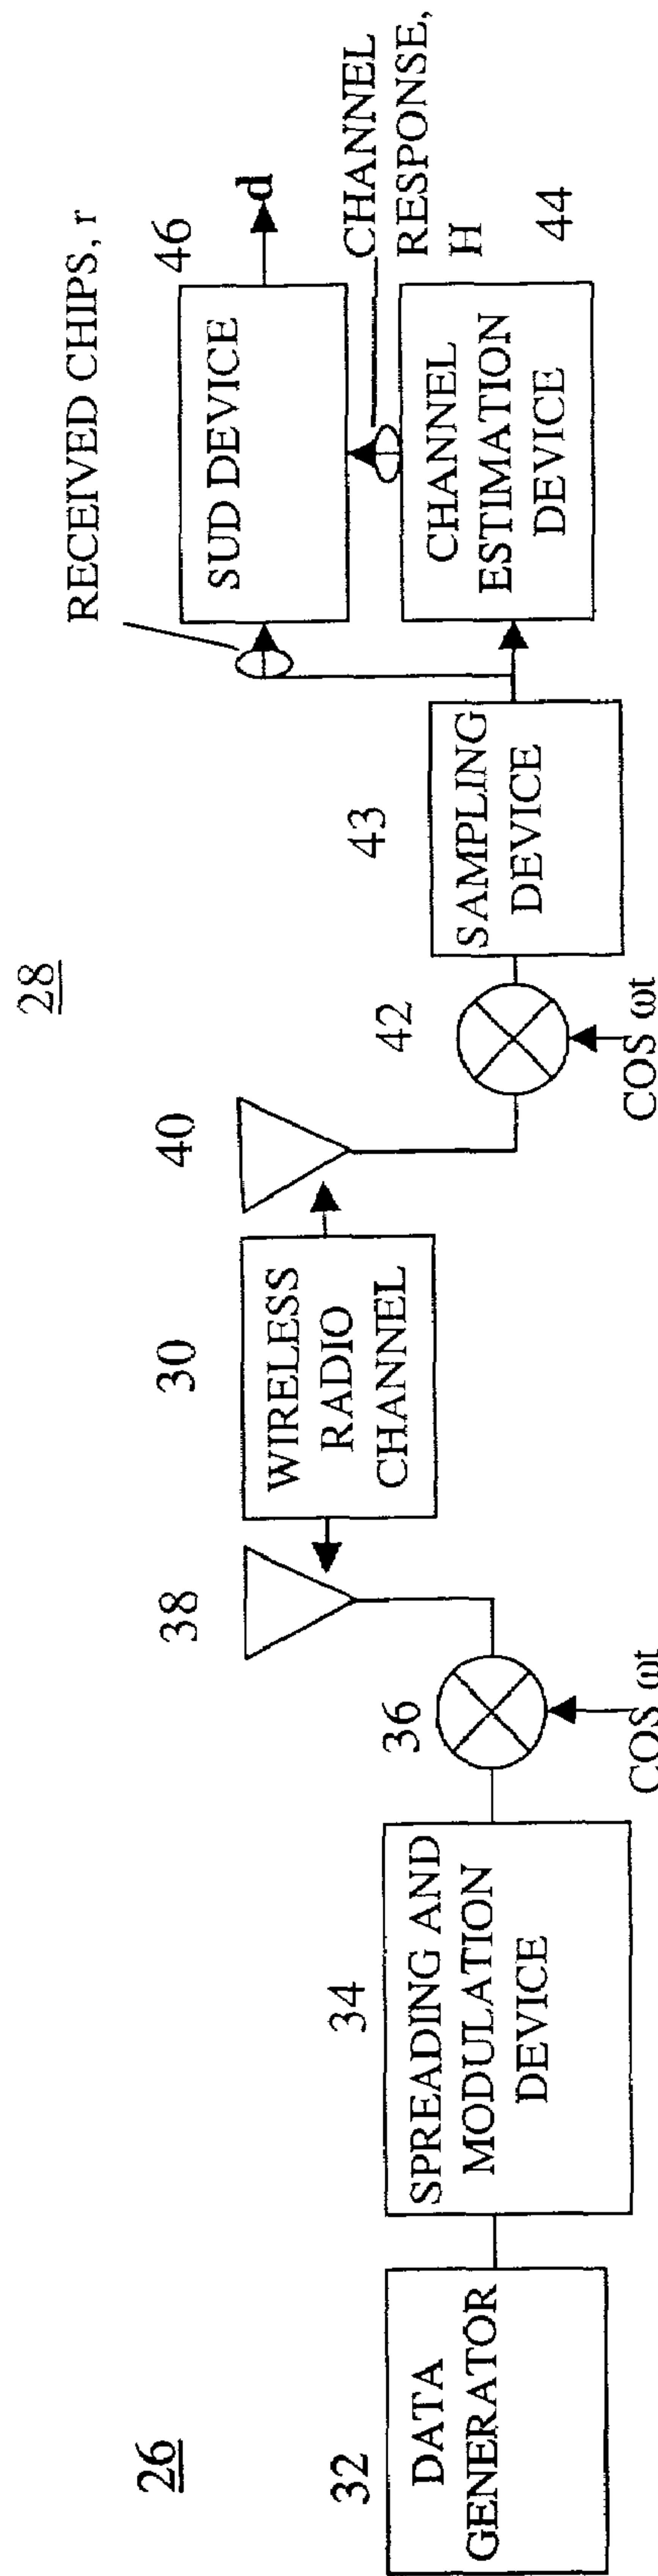 26
32
DATA
GENERATOR
34
SPREADING AND
MODULATION
DEVICE
36
COS ωt
38
30
WIRELESS
RADIO
CHANNEL
28
40
42
COS ωt
43
SAMPLING
DEVICE
RECEIVED CHIPS, r
46
SUD DEVICE
d
CHANNEL
RESPONSE,
H
44
CHANNEL
ESTIMATION
DEVICE